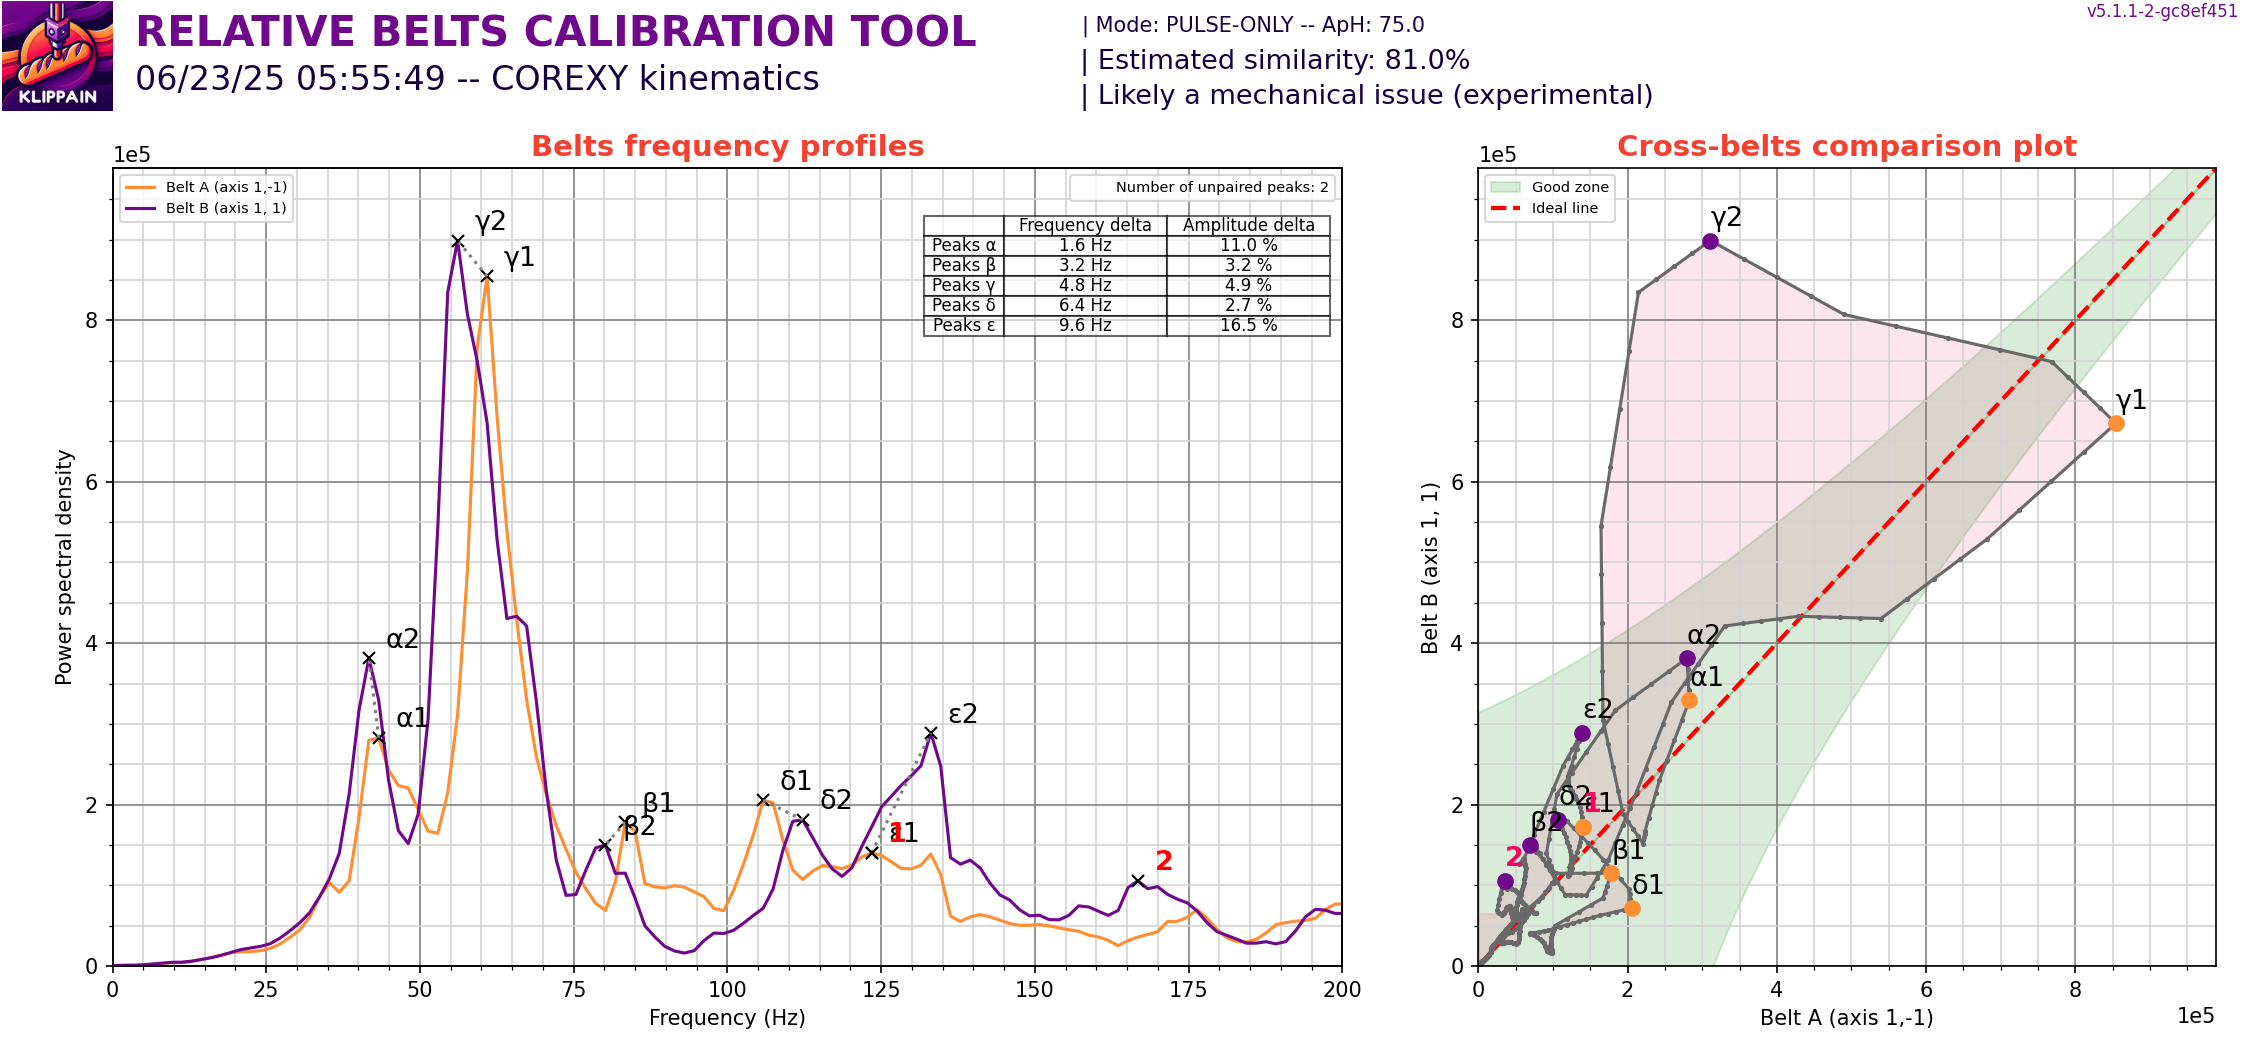 KLIPPAIN
RELATIVE BELTS CALIBRATION TOOL
06/23/25 05:55:49 -- COREXY kinematics
| Mode: PULSE-ONLY -- ApH: 75.0
| Estimated similarity: 81.0%
| Likely a mechanical issue (experimental)
v5.1.1-2-gc8ef451
Belts frequency profiles
1e5
Belt A (axis 1,-1)
Belt B (axis 1, 1)
Number of unpaired peaks: 2
Frequency delta Amplitude delta
Peaks α 1.6 Hz 11.0 %
Peaks β 3.2 Hz 3.2 %
Peaks γ 4.8 Hz 4.9 %
Peaks δ 6.4 Hz 2.7 %
Peaks ε 9.6 Hz 16.5 %
γ2
γ1
α2
α1
β1
β2
δ1
δ2
ε2
ε1
1
2
8
6
4
2
0
Power spectral density
0 25 50 75 100 125 150 175 200
Frequency (Hz)
Cross-belts comparison plot
1e5
Good zone
Ideal line
γ2
γ1
α2
α1
ε2
δ2
1
ε1
β2
2
β1
δ1
8
6
4
2
0
Belt B (axis 1, 1)
0 2 4 6 8
Belt A (axis 1,-1)
1e5